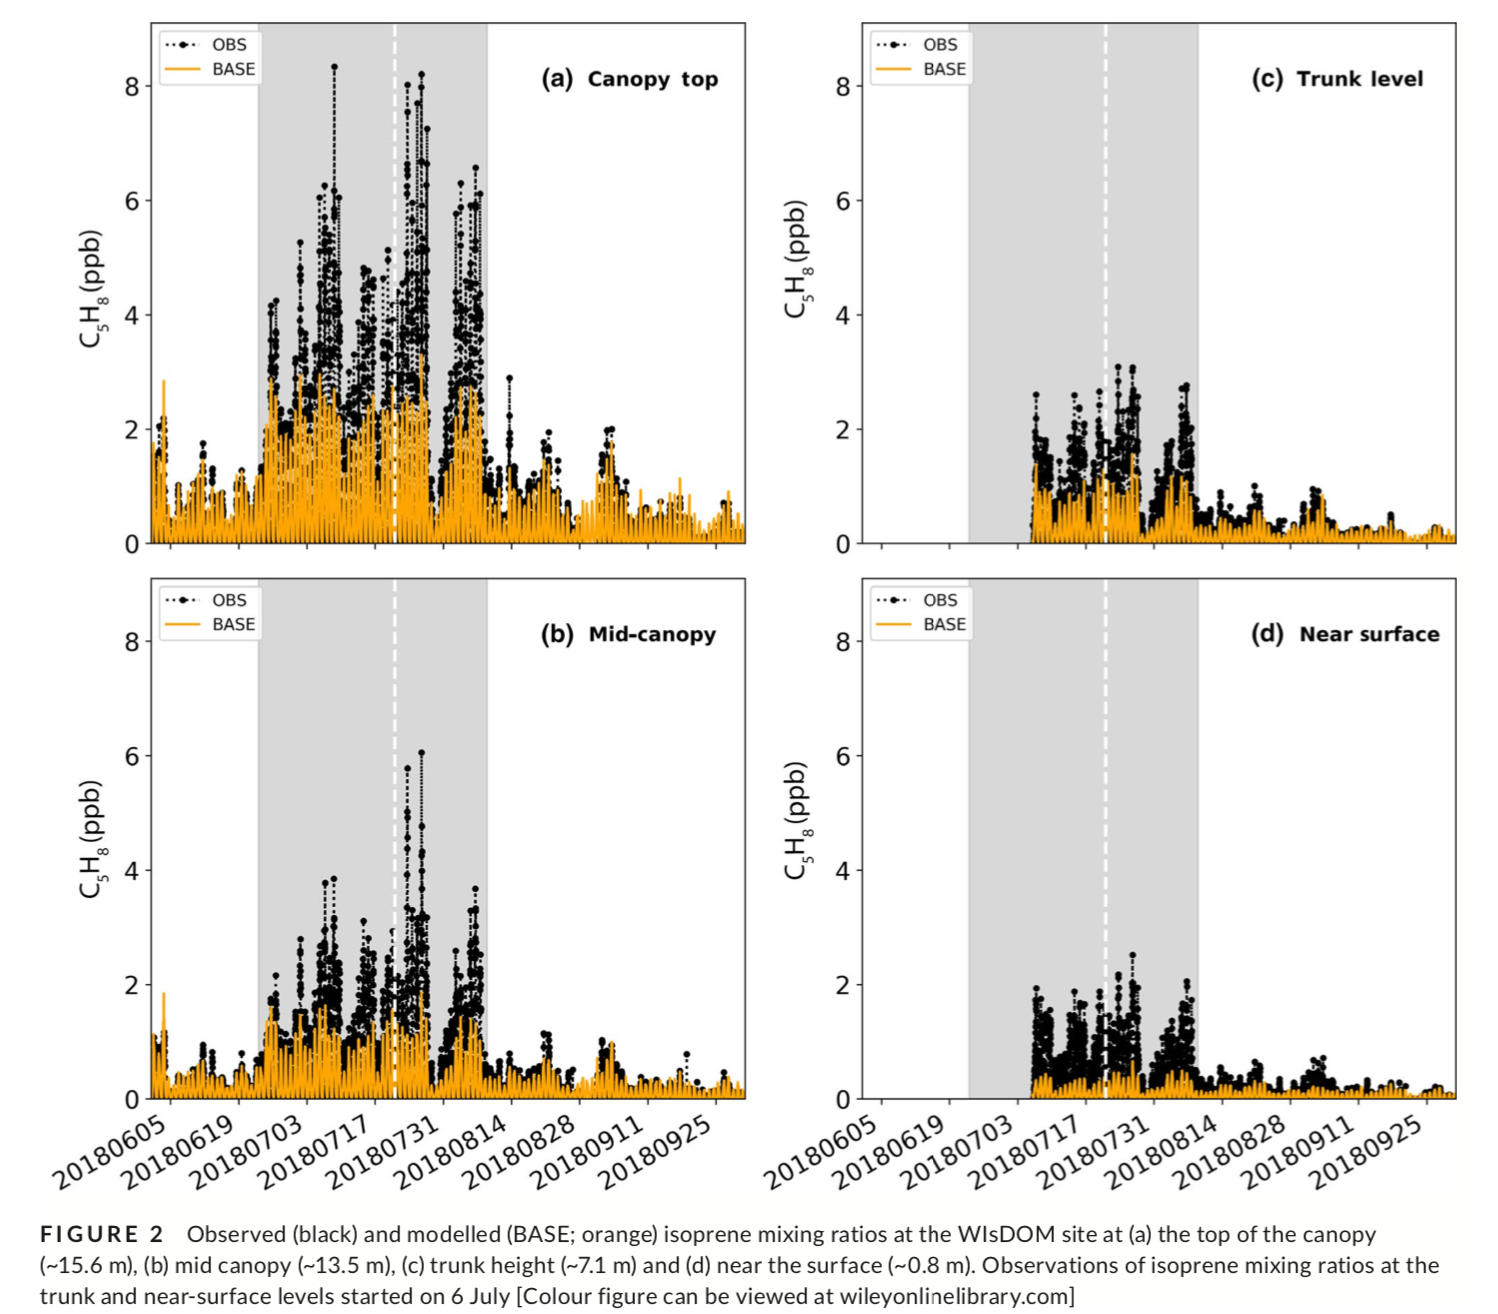 OBS
BASE
(a) Canopy top
8
6
4
2
0
C5H8 (ppb)
OBS
BASE
(c) Trunk level
8
6
4
2
0
C5H8 (ppb)
OBS
BASE
(b) Mid-canopy
8
6
4
2
0
C5H8 (ppb)
20180605
20180619
20180703
20180717
20180731
20180814
20180828
20180911
20180925
OBS
BASE
(d) Near surface
8
6
4
2
0
C5H8 (ppb)
20180605
20180619
20180703
20180717
20180731
20180814
20180828
20180911
20180925
FIGURE 2 Observed (black) and modelled (BASE; orange) isoprene mixing ratios at the WIsDOM site at (a) the top of the canopy
(~15.6 m), (b) mid canopy (~13.5 m), (c) trunk height (~7.1 m) and (d) near the surface (~0.8 m). Observations of isoprene mixing ratios at the
trunk and near-surface levels started on 6 July [Colour figure can be viewed at wileyonlinelibrary.com]